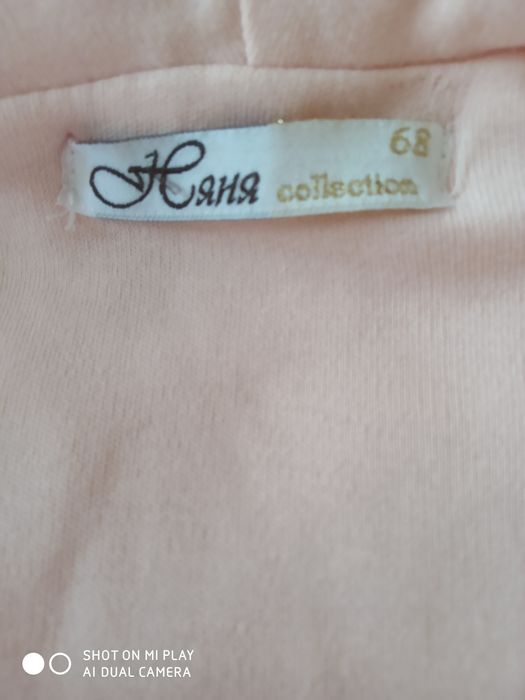 68
Няня collection
SHOT ON MI PLAY
AI DUAL CAMERA